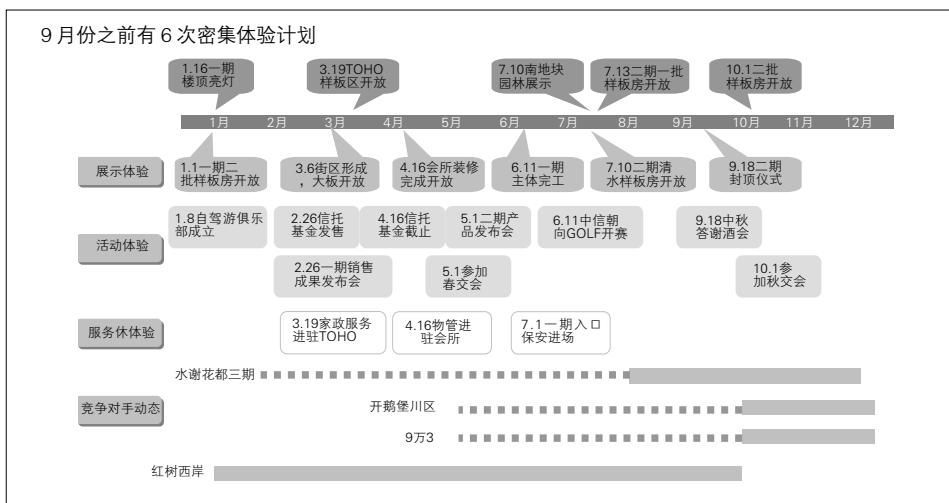 9月份之前有6次密集体验计划
1.16一期
楼顶亮灯
3.19TOHO
样板区开放
7.10南地块
园林展示
7.13二期一批
样板房开放
10.1二批
样板房开放
1月 2月 3月 4月 5月 6月 7月 8月 9月 10月 11月 12月
展示体验
1.1一期二
批样板房开放
3.6街区形成
，大板开放
4.16会所装修
完成开放
6.11一期
主体完工
7.10二期清
水样板房开放
9.18二期
封顶仪式
活动体验
1.8自驾游俱乐
部成立
2.26信托
基金发售
4.16信托
基金截止
5.1二期产
品发布会
6.11中信朝
向GOLF开赛
9.18中秋
答谢酒会
2.26一期销售
成果发布会
5.1参加
春交会
10.1参
加秋交会
服务休体验
3.19家政服务
进驻TOHO
4.16物管进
驻会所
7.1一期入口
保安进场
竞争对手动态
水谢花都三期
开鹅堡川区
9万3
红树西岸